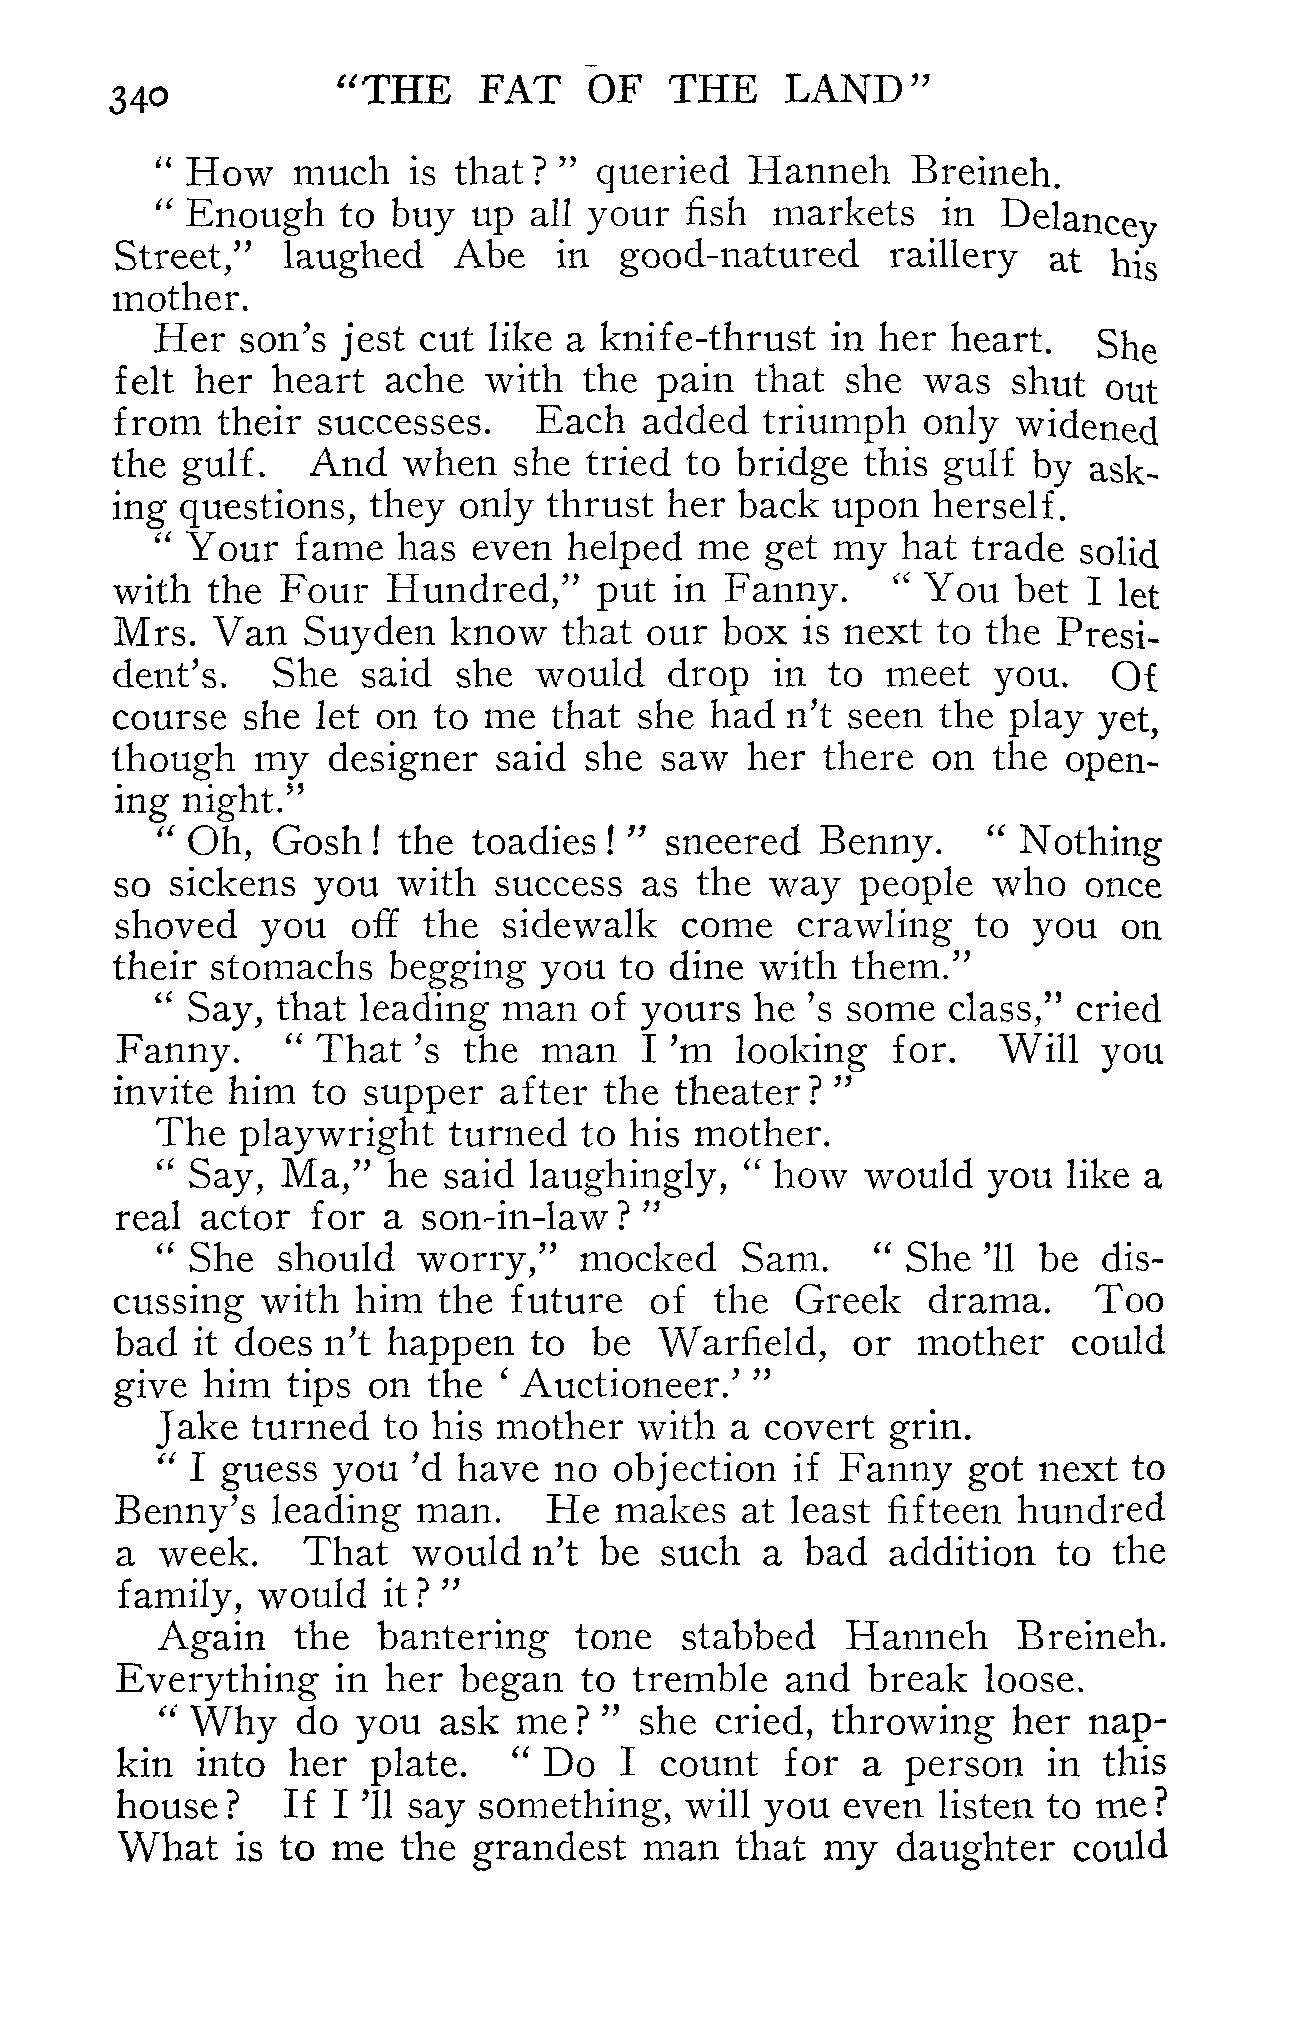 340 "THE FAT OF THE LAND"
" How much is that? " queried Hanneh Breineh.
" Enough to buy up all your fish markets in Delancey
Street," laughed Abe in good-natured raillery at his
mother.
Her son's jest cut like a knife-thrust in her heart. She
felt her heart ache with the pain that she was shut out
from their successes. Each added triumph only widened
the gulf. And when she tried to bridge this gulf by ask-
ing questions, they only thrust her back upon herself.
" Your fame has even helped me get my hat trade solid
with the Four Hundred," put in Fanny. " You bet I let
Mrs. Van Suyden know that our box is next to the Presi-
dent's. She said she would drop in to meet you. Of
course she let on to me that she had n't seen the play yet,
though my designer said she saw her there on the open-
ing night."
" Oh, Gosh! the toadies! " sneered Benny. " Nothing
so sickens you with success as the way people who once
shoved you off the sidewalk come crawling to you on
their stomachs begging you to dine with them."
" Say, that leading man of yours he 's some class," cried
Fanny. " That 's the man I 'm looking for. Will you
invite him to supper after the theater? "
The playwright turned to his mother.
" Say, Ma," he said laughingly, " how would you like a
real actor for a son-in-law? "
" She should worry," mocked Sam. " She 'll be dis-
cussing with him the future of the Greek drama. Too
bad it does n't happen to be Warfield, or mother could
give him tips on the ' Auctioneer.' "
Jake turned to his mother with a covert grin.
" I guess you 'd have no objection if Fanny got next to
Benny's leading man. He makes at least fifteen hundred
a week. That would n't be such a bad addition to the
family, would it? "
Again the bantering tone stabbed Hanneh Breineh.
Everything in her began to tremble and break loose.
" Why do you ask me? " she cried, throwing her nap-
kin into her plate. " Do I count for a person in this
house? If I 'll say something, will you even listen to me?
What is to me the grandest man that my daughter could